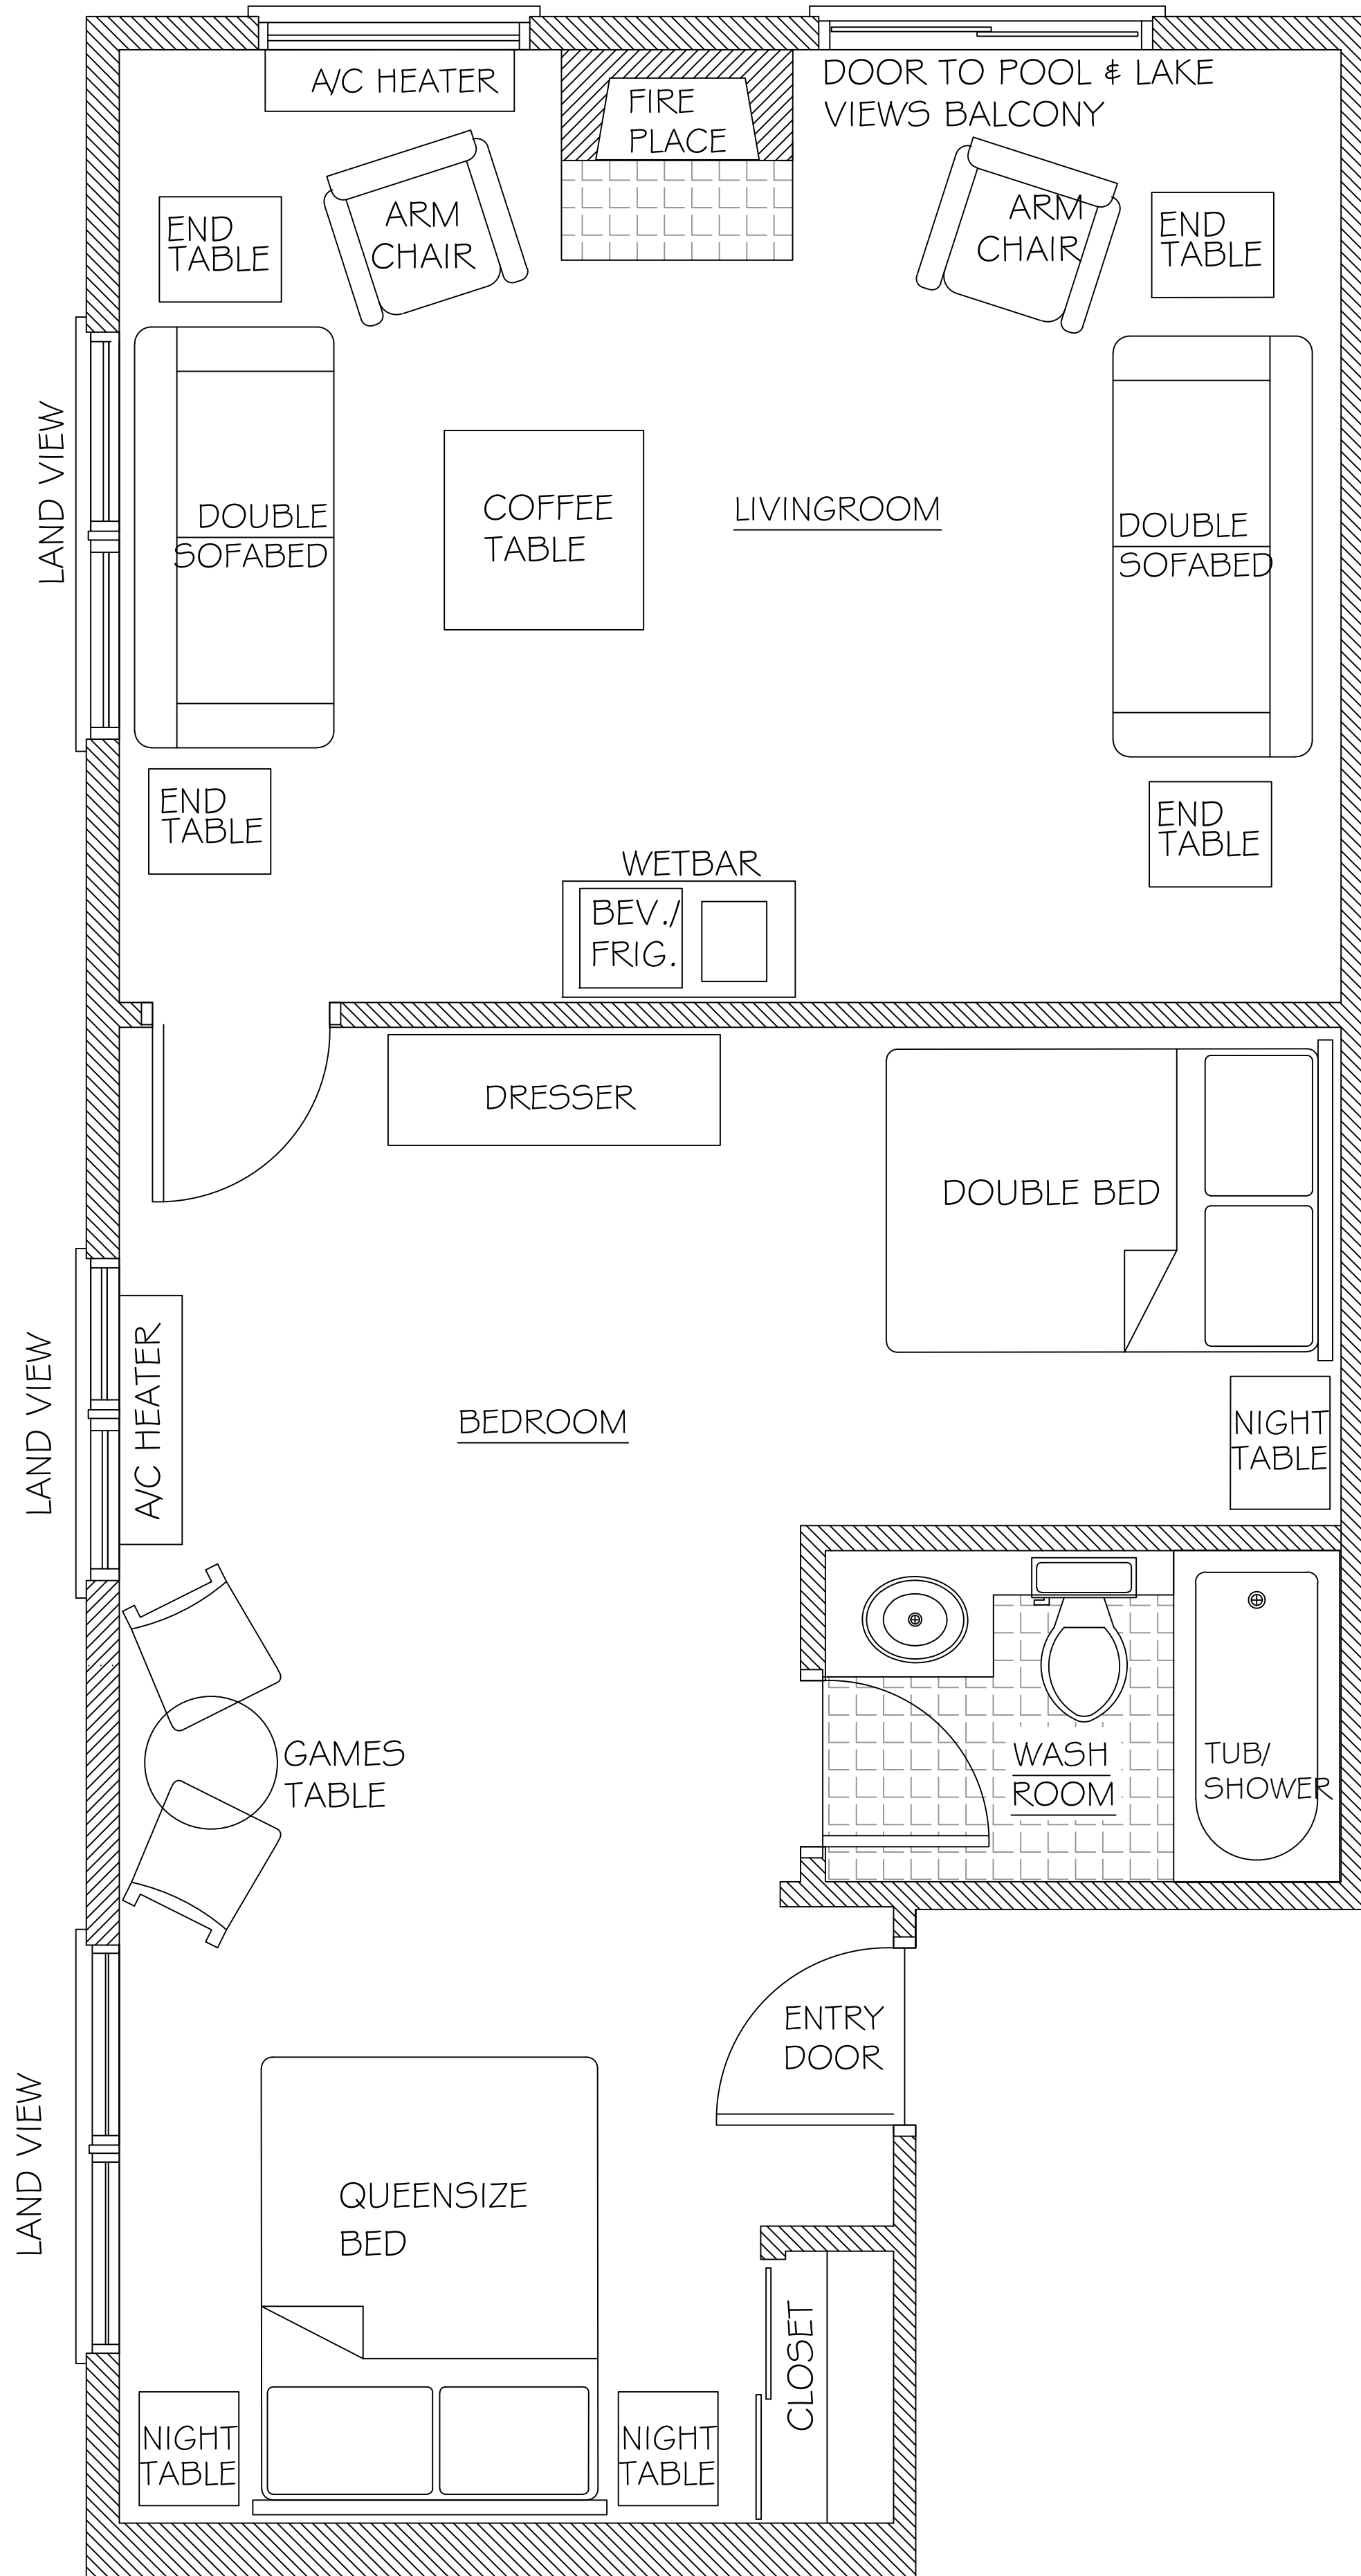 A/C HEATER
FIRE
PLACE
DOOR TO POOL & LAKE
VIEWS BALCONY
END
TABLE
ARM
CHAIR
ARM
CHAIR
END
TABLE
LAND VIEW
DOUBLE
SOFABED
COFFEE
TABLE
LIVINGROOM
DOUBLE
SOFABED
END
TABLE
END
TABLE
WETBAR
BEV./
FRIG.
DRESSER
DOUBLE BED
LAND VIEW
A/C HEATER
BEDROOM
NIGHT
TABLE
GAMES
TABLE
WASH
ROOM
TUB/
SHOWER
ENTRY
DOOR
LAND VIEW
QUEENSIZE
BED
CLOSET
NIGHT
TABLE
NIGHT
TABLE